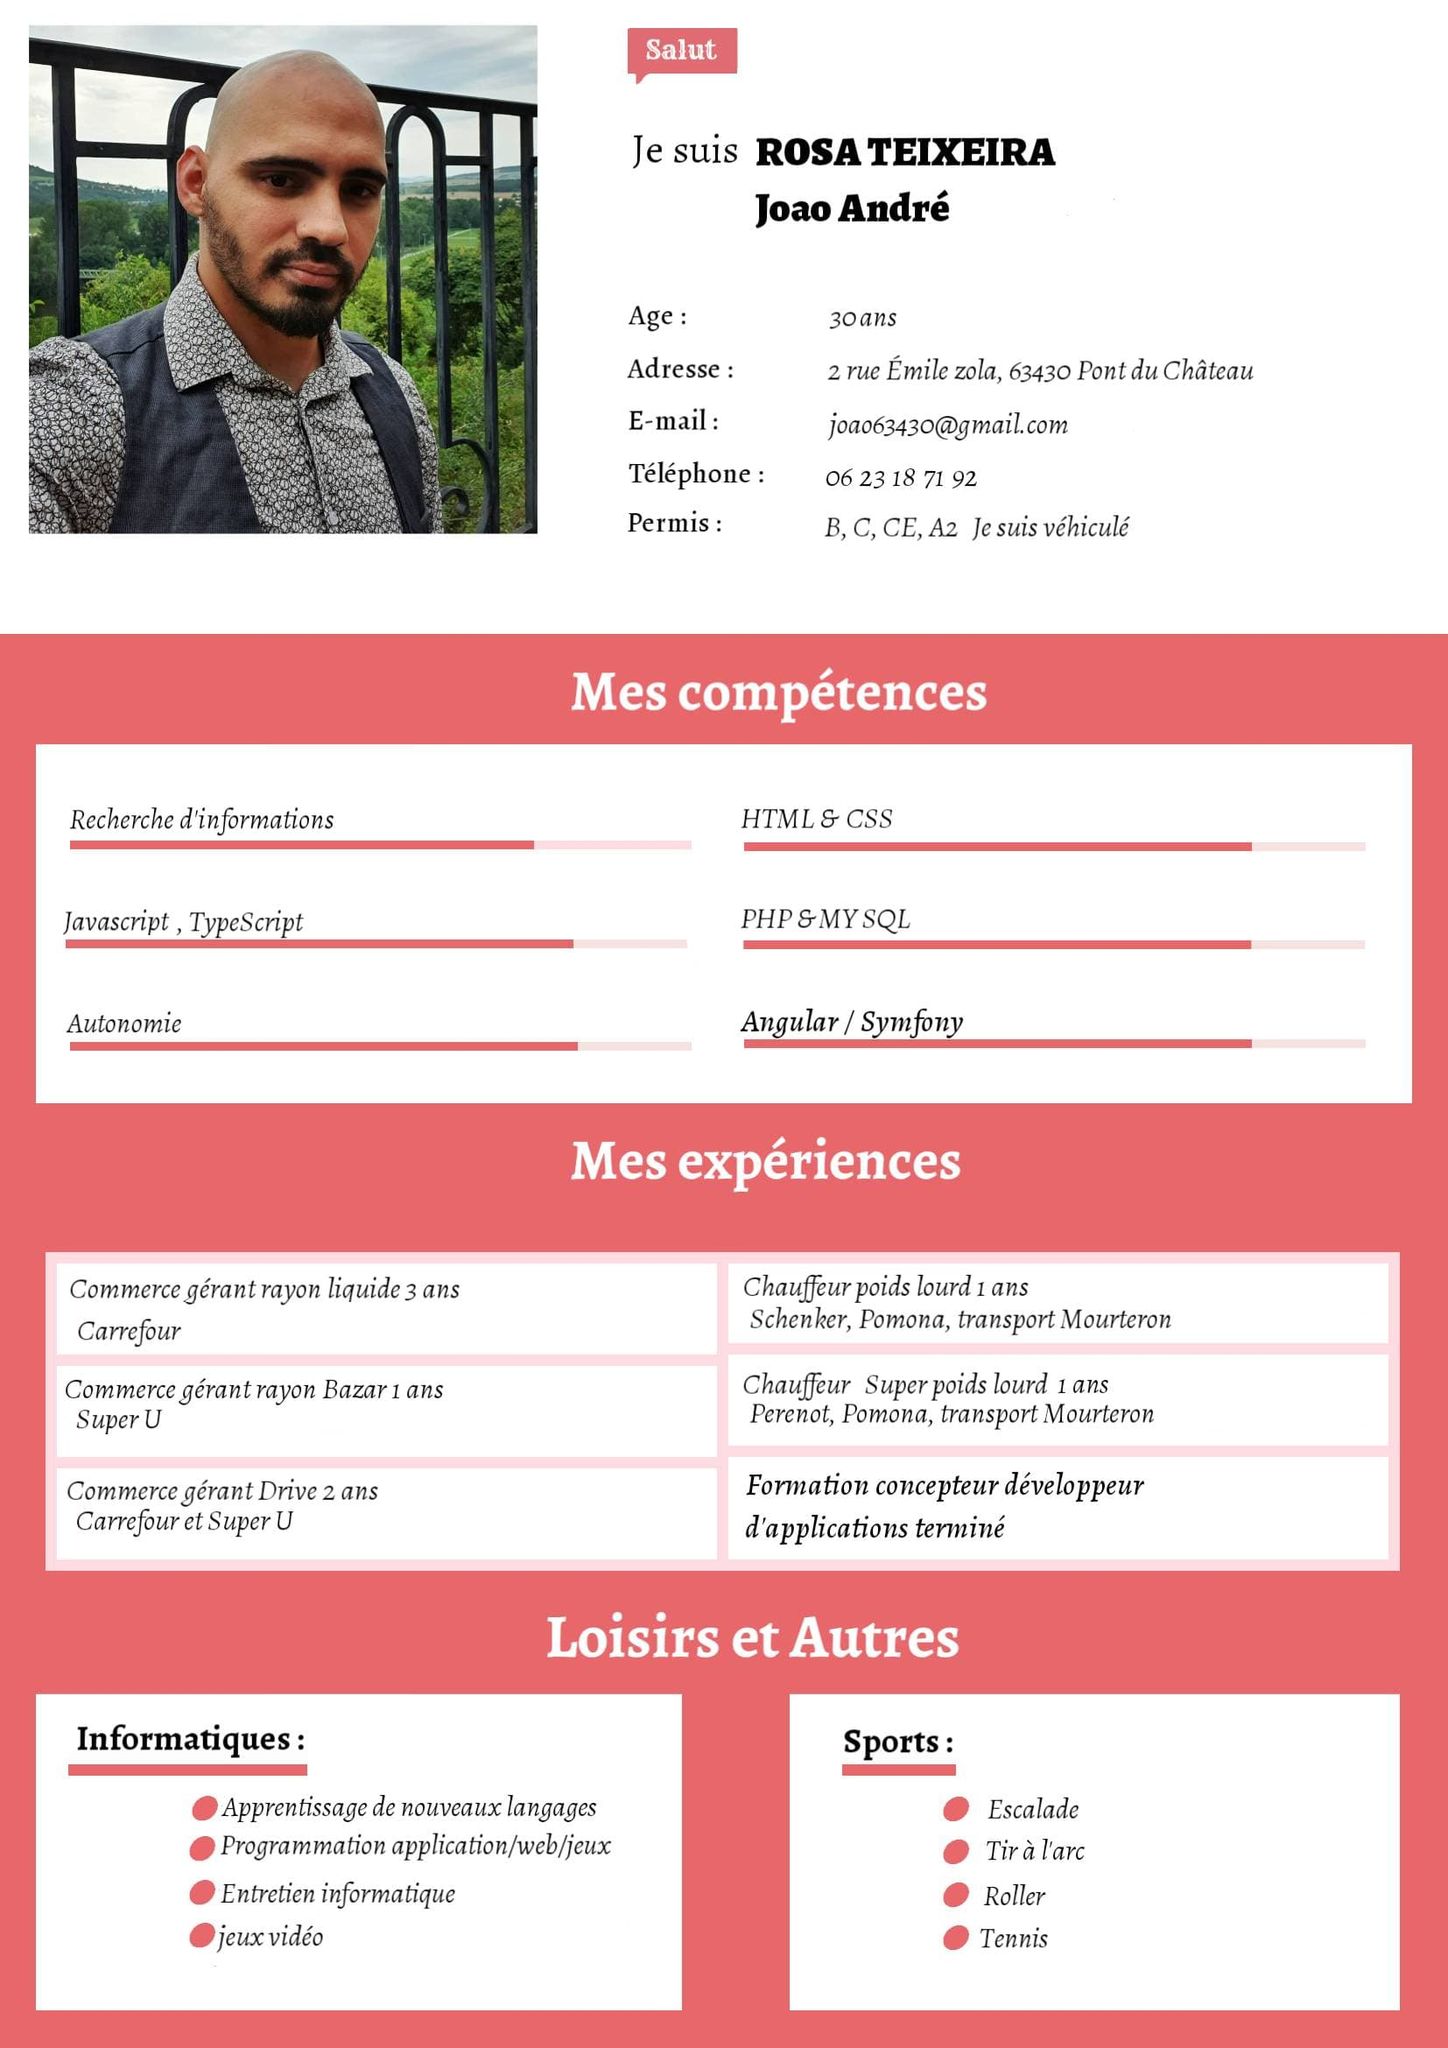 Salut
Je suis ROSA TEIXEIRA
Joao André
Age : 30 ans
Adresse : 2 rue Émile zola, 63430 Pont du Château
E-mail : joao63430@gmail.com
Téléphone : 06 23 18 71 92
Permis : B, C, CE, A2 Je suis véhiculé
Mes compétences
Recherche d'informations
HTML & CSS
Javascript , TypeScript
PHP & MY SQL
Autonomie
Angular / Symfony
Mes expériences
Commerce gérant rayon liquide 3 ans
Carrefour
Commerce gérant rayon Bazar 1 ans
Super U
Commerce gérant Drive 2 ans
Carrefour et Super U
Chauffeur poids lourd 1 ans
Schenker, Pomona, transport Mourteron
Chauffeur Super poids lourd 1 ans
Perenot, Pomona, transport Mourteron
Formation concepteur développeur
d'applications terminé
Loisirs et Autres
Informatiques :
Apprentissage de nouveaux langages
Programmation application/web/jeux
Entretien informatique
jeux vidéo
Sports :
Escalade
Tir à l'arc
Roller
Tennis